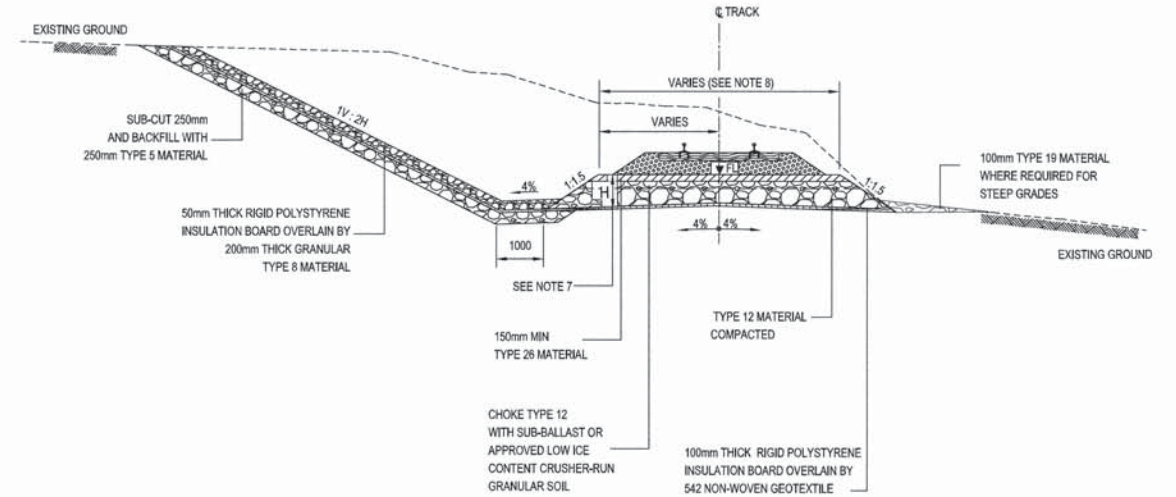 ℄ TRACK
EXISTING GROUND
VARIES (SEE NOTE 8)
VARIES
1V : 2H
SUB-CUT 250mm
AND BACKFILL WITH
250mm TYPE 5 MATERIAL
100mm TYPE 19 MATERIAL
WHERE REQUIRED FOR
STEEP GRADES
FL
4%
1:1.5
H
1:1.5
50mm THICK RIGID POLYSTYRENE
INSULATION BOARD OVERLAIN BY
200mm THICK GRANULAR
TYPE 8 MATERIAL
4% 4%
1000
EXISTING GROUND
SEE NOTE 7
150mm MIN
TYPE 26 MATERIAL
TYPE 12 MATERIAL
COMPACTED
CHOKE TYPE 12
WITH SUB-BALLAST OR
APPROVED LOW ICE
CONTENT CRUSHER-RUN
GRANULAR SOIL
100mm THICK RIGID POLYSTYRENE
INSULATION BOARD OVERLAIN BY
542 NON-WOVEN GEOTEXTILE